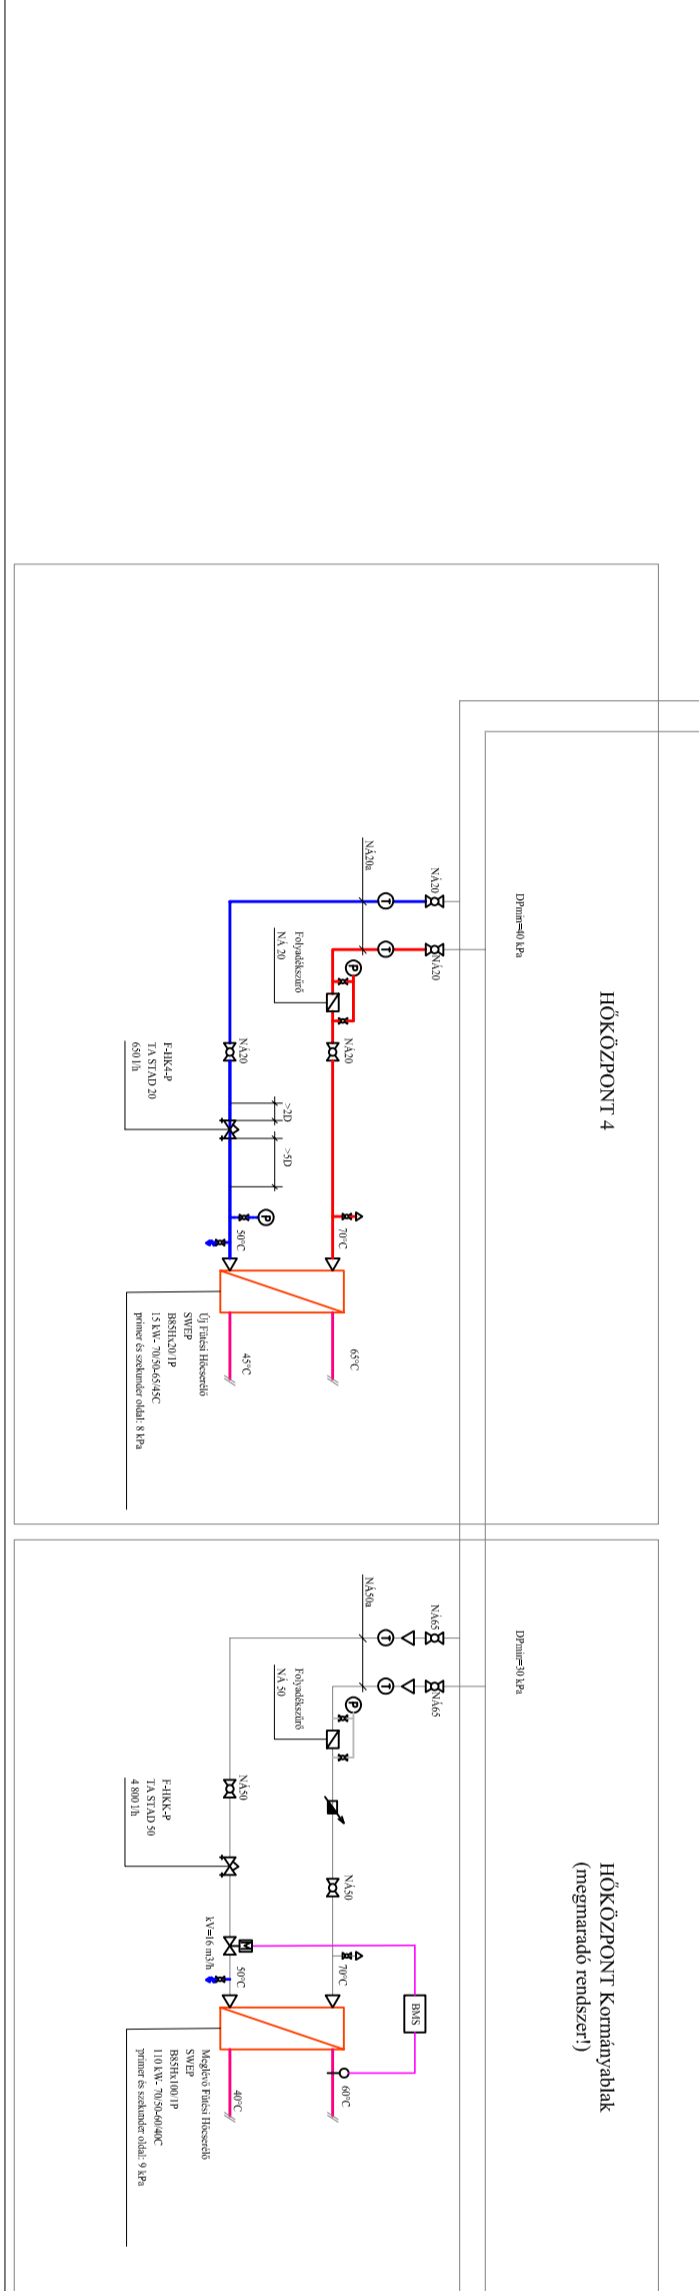 HŐKÖZPONT 4
DPmin=40 kPa
NÁ20
NÁ20
NÁ20a
T
T
P
Folyadékszűrő
NÁ 20
NÁ20
NÁ20
>2D
>5D
F-HK4-P
TA STAD 20
650 l/h
P
70°C
50°C
65°C
45°C
Új Fűtési Hőcserélő
SWEP
B85Hx20/1P
15 kW- 70/50-65/45C
primer és szekunder oldal: 8 kPa
HŐKÖZPONT Kormányablak
(megmaradó rendszer!)
DPmin=30 kPa
NÁ65
NÁ65
NÁ50a
T
T
P
Folyadékszűrő
NÁ 50
NÁ50
NÁ50
F-HKK-P
TA STAD 50
4 800 l/h
M
kV=16 m3/h
BMS
70°C
50°C
60°C
40°C
Meglévő Fűtési Hőcserélő
SWEP
B85Hx100/1P
110 kW- 70/50-60/40C
primer és szekunder oldal: 9 kPa